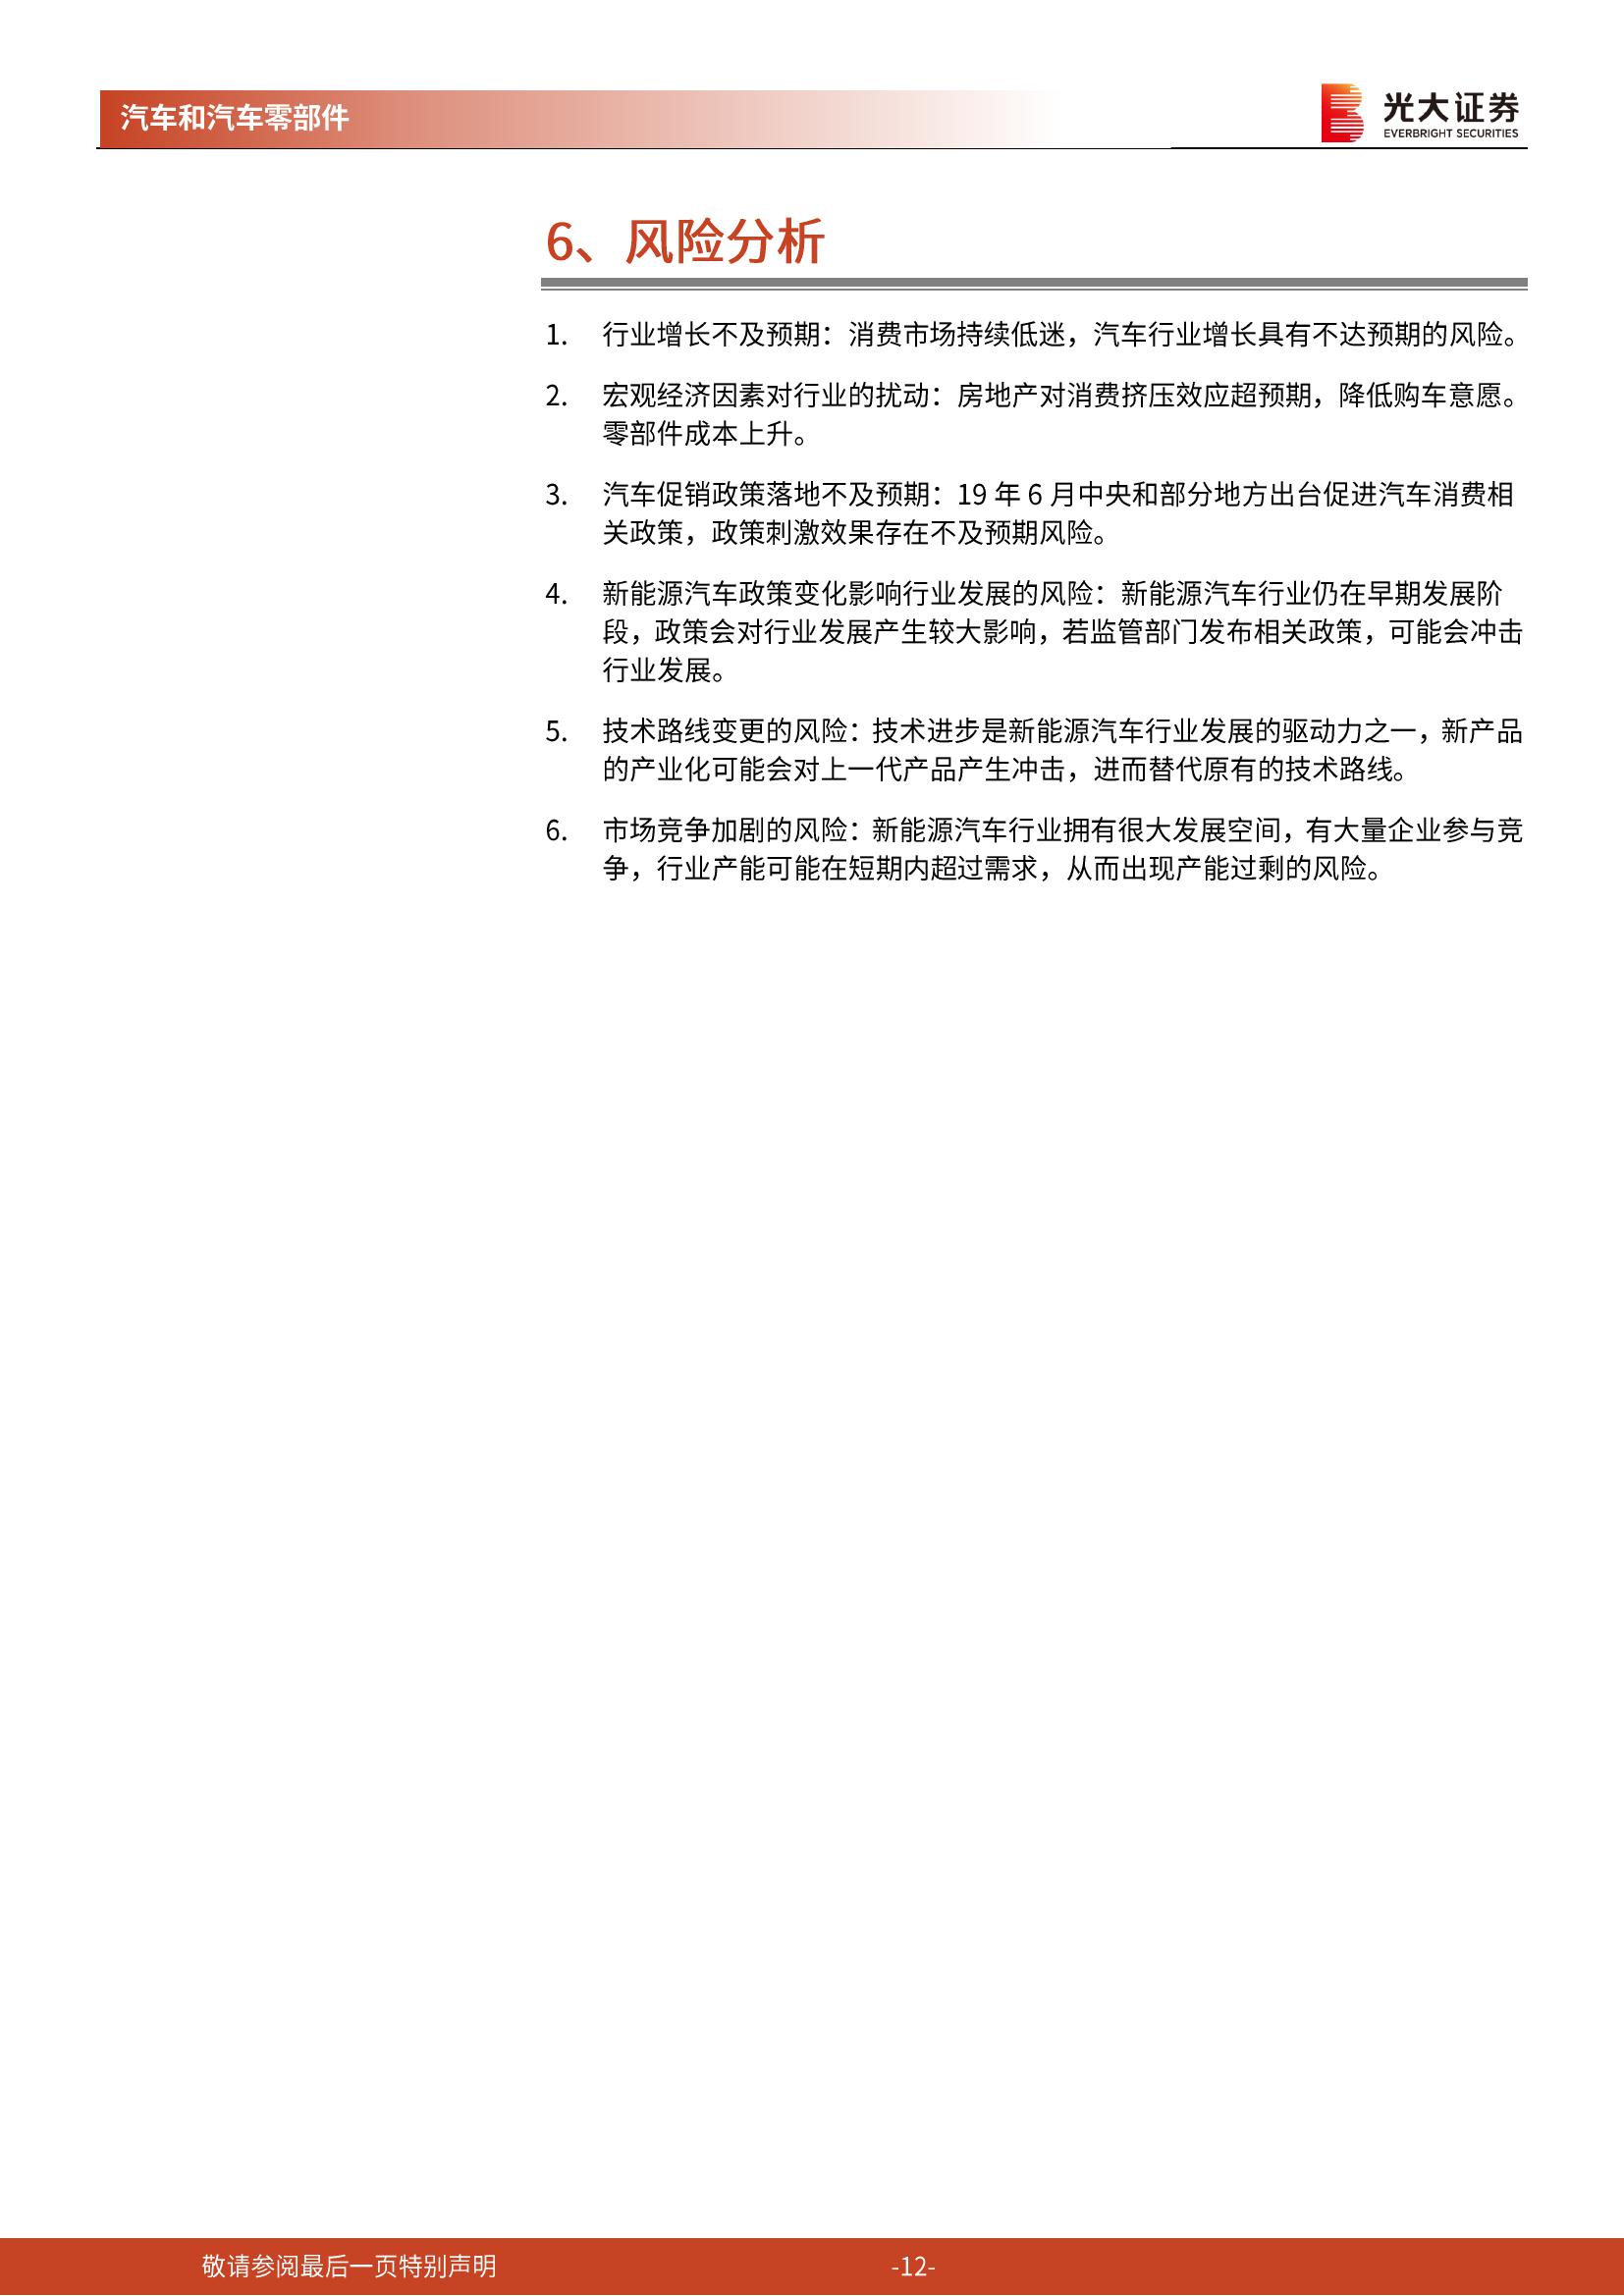 汽车和汽车零部件
光大证券
EVERBRIGHT SECURITIES
6、风险分析
1. 行业增长不及预期：消费市场持续低迷，汽车行业增长具有不达预期的风险。
2. 宏观经济因素对行业的扰动：房地产对消费挤压效应超预期，降低购车意愿。
零部件成本上升。
3. 汽车促销政策落地不及预期：19 年 6 月中央和部分地方出台促进汽车消费相
关政策，政策刺激效果存在不及预期风险。
4. 新能源汽车政策变化影响行业发展的风险：新能源汽车行业仍在早期发展阶
段，政策会对行业发展产生较大影响，若监管部门发布相关政策，可能会冲击
行业发展。
5. 技术路线变更的风险：技术进步是新能源汽车行业发展的驱动力之一，新产品
的产业化可能会对上一代产品产生冲击，进而替代原有的技术路线。
6. 市场竞争加剧的风险：新能源汽车行业拥有很大发展空间，有大量企业参与竞
争，行业产能可能在短期内超过需求，从而出现产能过剩的风险。
敬请参阅最后一页特别声明
-12-